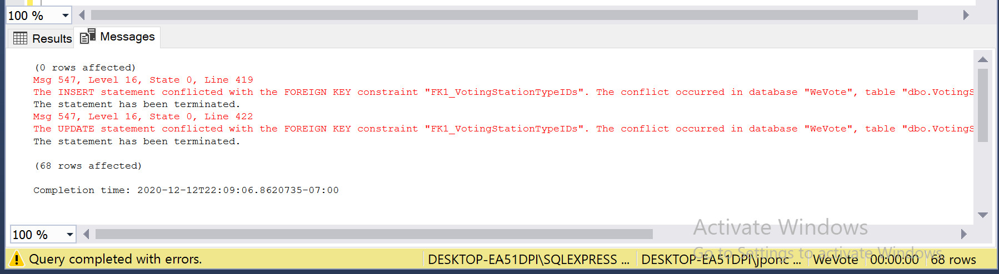 100 %
Results
Messages
(0 rows affected)
Msg 547, Level 16, State 0, Line 419
The INSERT statement conflicted with the FOREIGN KEY constraint "FK1_VotingStationTypeIDs". The conflict occurred in database "WeVote", table "dbo.VotingS
The statement has been terminated.
Msg 547, Level 16, State 0, Line 422
The UPDATE statement conflicted with the FOREIGN KEY constraint "FK1_VotingStationTypeIDs". The conflict occurred in database "WeVote", table "dbo.VotingS
The statement has been terminated.
(68 rows affected)
Completion time: 2020-12-12T22:09:06.8620735-07:00
Activate Windows
100 %
Go to Settings to activate Windows.
Query completed with errors.
DESKTOP-EA51DPI\SQLEXPRESS ...
DESKTOP-EA51DPI\jponc ...
WeVote
00:00:00
68 rows